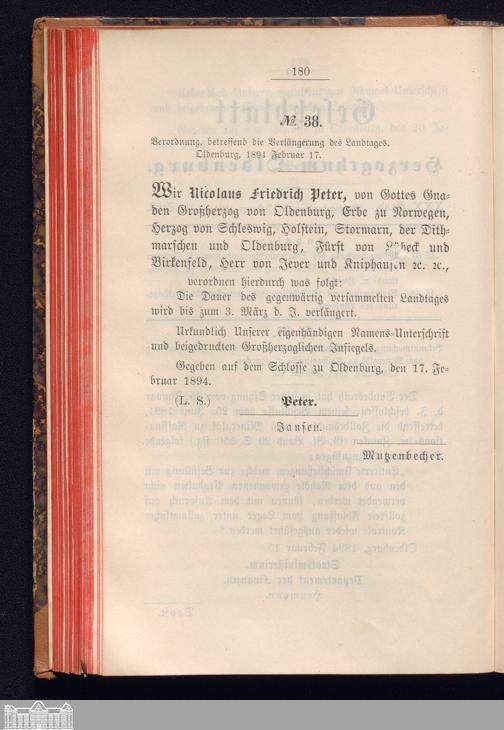 180
№. 38.
Verordnung, betreffend die Verlängerung des Landtages.
Oldenburg, 1894 Februar 17.
Wir Nicolaus Friedrich Peter, von Gottes Gna-
den Großherzog von Oldenburg, Erbe zu Norwegen,
Herzog von Schleswig, Holstein, Stormarn, der Dith-
marschen und Oldenburg, Fürst von Lübeck und
Birkenfeld, Herr von Jever und Kniphausen ꝛc. ꝛc.,
verordnen hierdurch was folgt:
Die Dauer des gegenwärtig versammelten Landtages
wird bis zum 3. März d. J. verlängert.
Urkundlich Unserer eigenhändigen Namens-Unterschrift
und beigedruckten Großherzoglichen Insiegels.
Gegeben auf dem Schlosse zu Oldenburg, den 17. Fe-
bruar 1894.
(L. S.) Peter.
Jansen.
Mutzenbecher.